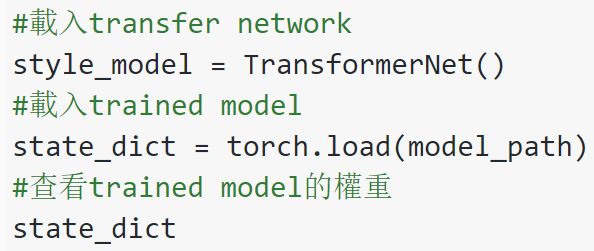 #載入transfer network
style_model = TransformerNet()
#載入trained model
state_dict = torch.load(model_path)
#查看trained model的權重
state_dict